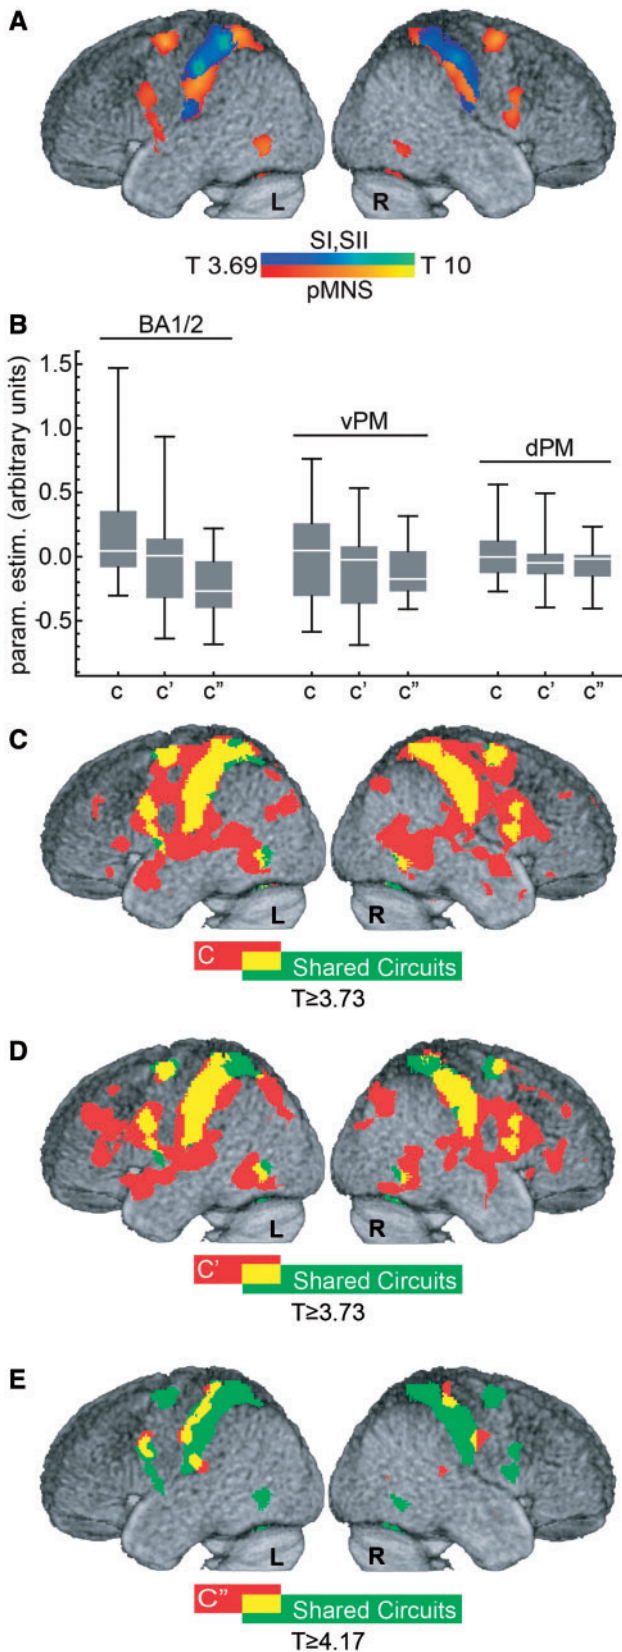 A
L R
SI,SII
T 3.69 T 10
pMNS
B
BA1/2
vPM
dPM
param. estim. (arbitrary units)
1.5
1.0
0.5
0.0
-0.5
c c' c" c c' c" c c' c"
C
L R
C Shared Circuits
T≥3.73
D
L R
C' Shared Circuits
T≥3.73
E
L R
C" Shared Circuits
T≥4.17